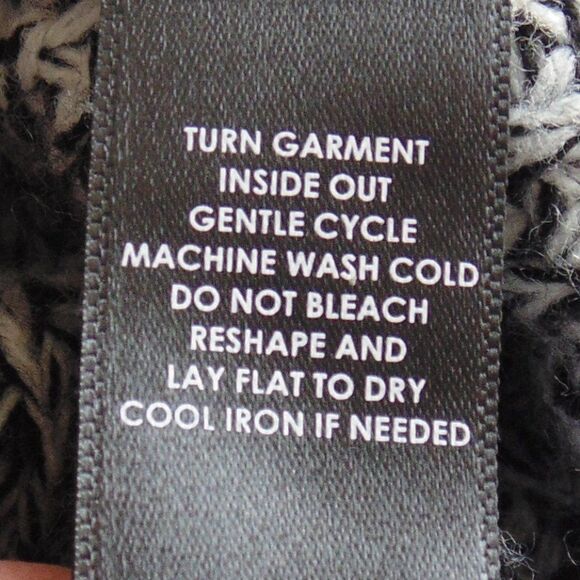 TURN GARMENT
INSIDE OUT
GENTLE CYCLE
MACHINE WASH COLD
DO NOT BLEACH
RESHAPE AND
LAY FLAT TO DRY
COOL IRON IF NEEDED